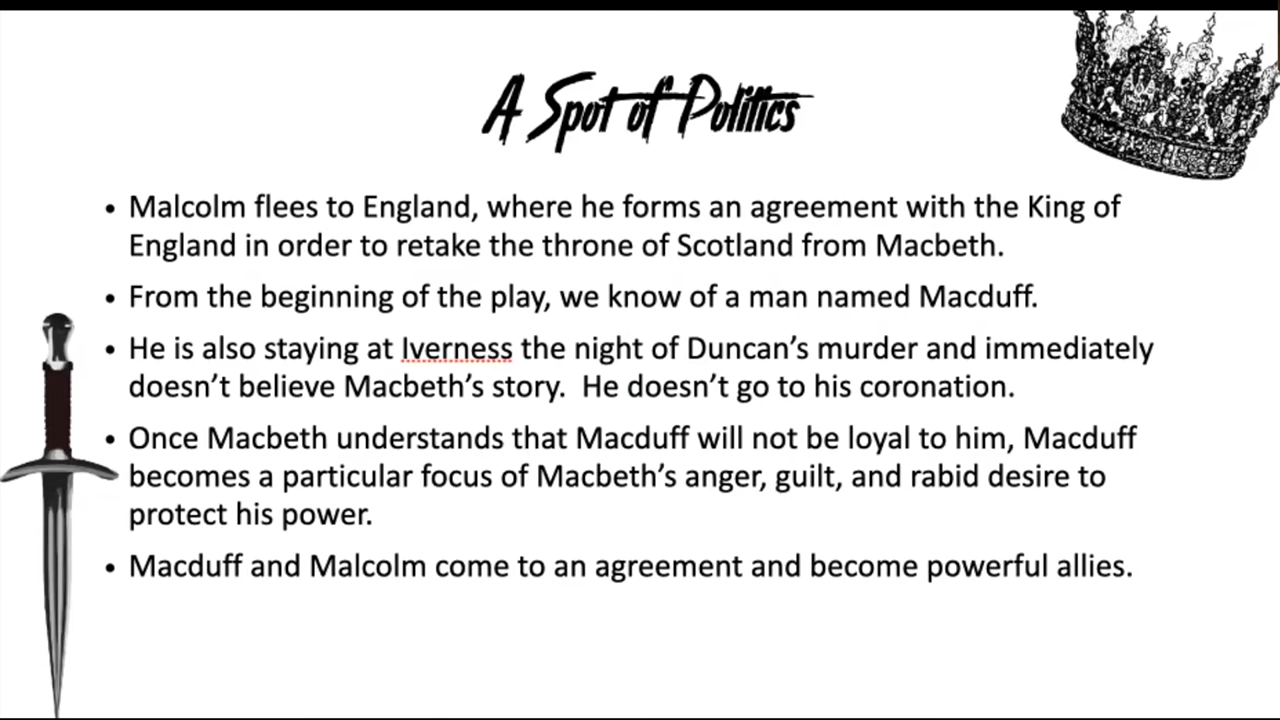 A Spot of Politics
• Malcolm flees to England, where he forms an agreement with the King of
England in order to retake the throne of Scotland from Macbeth.
• From the beginning of the play, we know of a man named Macduff.
• He is also staying at Iverness the night of Duncan's murder and immediately
doesn't believe Macbeth's story.  He doesn't go to his coronation.
• Once Macbeth understands that Macduff will not be loyal to him, Macduff
becomes a particular focus of Macbeth's anger, guilt, and rabid desire to
protect his power.
• Macduff and Malcolm come to an agreement and become powerful allies.